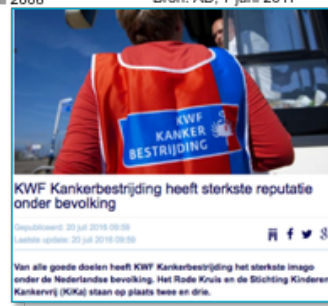 2008
Bron: AD, 7 juni 2011
KWF
KANKER
BESTRIJDING
KWF Kankerbestrijding heeft sterkste reputatie
onder bevolking
Gepubliceerd: 20 juli 2016 09:59
Laatste update: 20 juli 2016 09:59
Van alle goede doelen heeft KWF Kankerbestrijding het sterkste imago
onder de Nederlandse bevolking. Het Rode Kruis en de Stichting Kinderen
Kankervrij (KiKa) staan op plaats twee en drie.